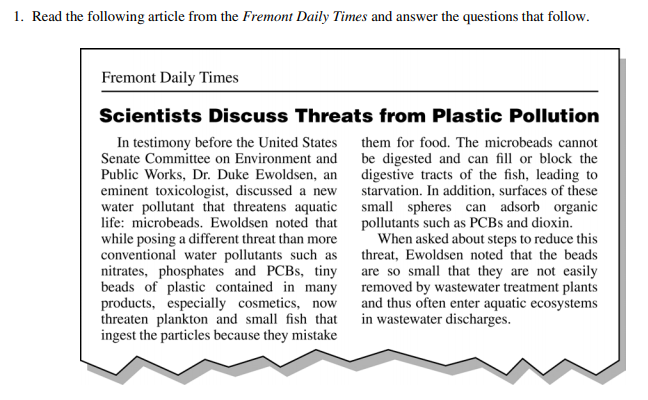 1. Read the following article from the Fremont Daily Times and answer the questions that follow.
Fremont Daily Times
Scientists Discuss Threats from Plastic Pollution
In testimony before the United States
Senate Committee on Environment and
Public Works, Dr. Duke Ewoldsen, an
eminent toxicologist, discussed a new
water pollutant that threatens aquatic
life: microbeads. Ewoldsen noted that
while posing a different threat than more
conventional water pollutants such as
nitrates, phosphates and PCBs, tiny
beads of plastic contained in many
products, especially cosmetics, now
threaten plankton and small fish that
ingest the particles because they mistake
them for food. The microbeads cannot
be digested and can fill or block the
digestive tracts of the fish, leading to
starvation. In addition, surfaces of these
small spheres can adsorb organic
pollutants such as PCBs and dioxin.
When asked about steps to reduce this
threat, Ewoldsen noted that the beads
are so small that they are not easily
removed by wastewater treatment plants
and thus often enter aquatic ecosystems
in wastewater discharges.